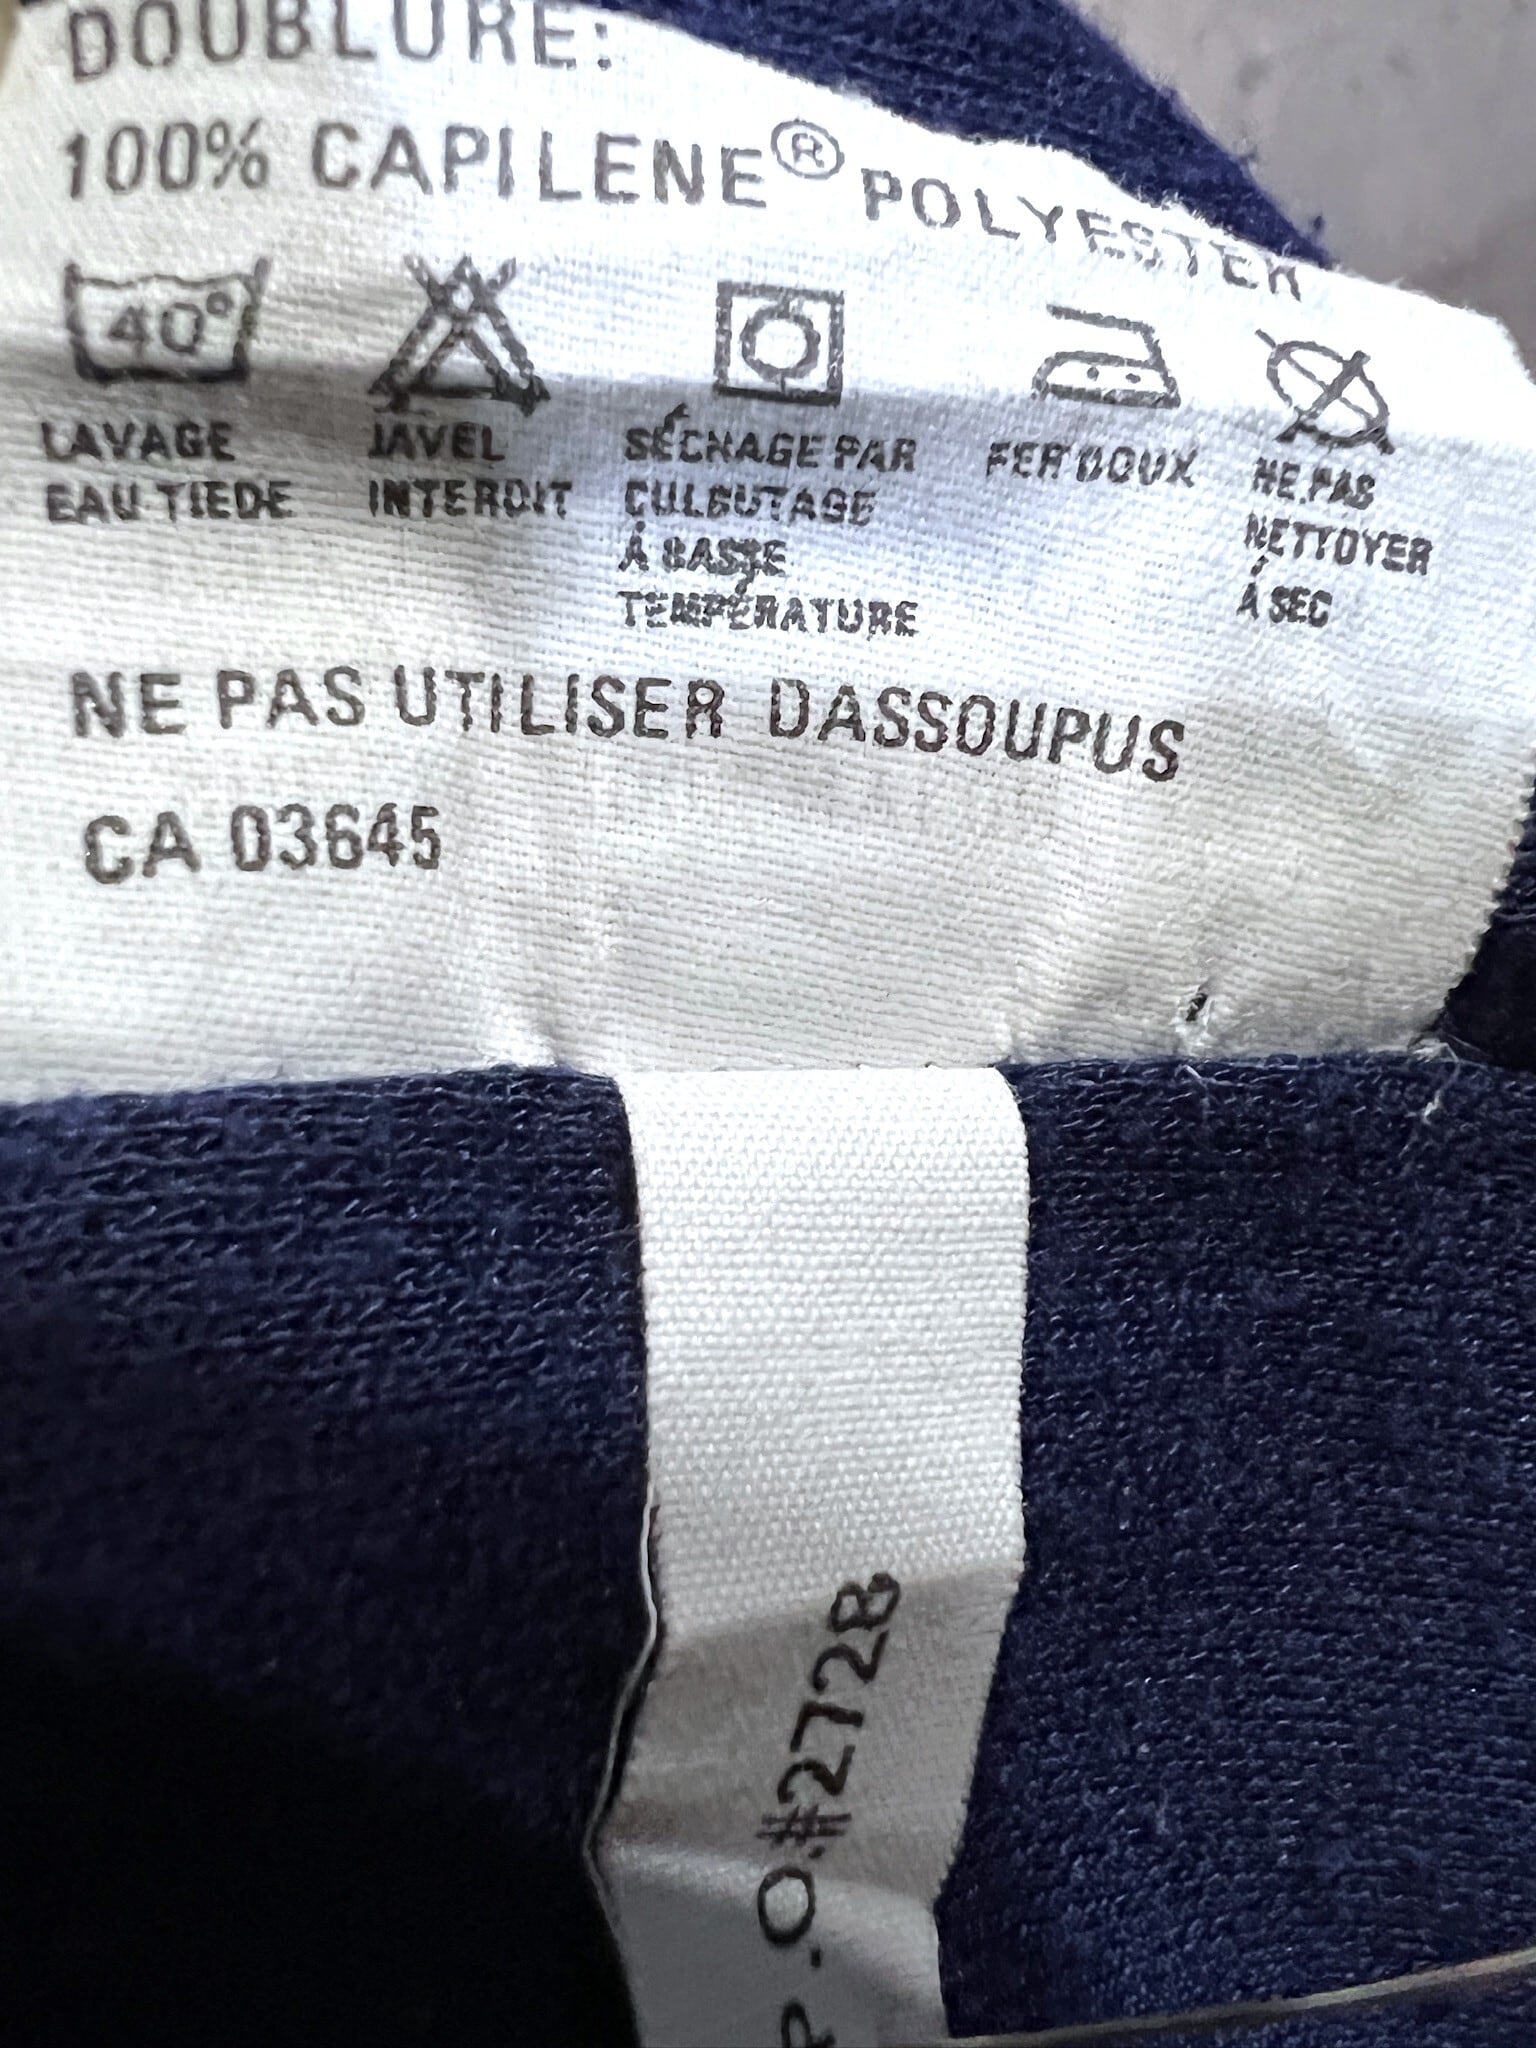 DOUBLURE:
100% CAPILENE® POLYESTER
40°
LAVAGE
EAU TIEDE
JAVEL
INTERDIT
SÉCHAGE PAR
CULBUTAGE
À BASSE
TEMPÉRATURE
FER DOUX
NE PAS
NETTOYER
À SEC
NE PAS UTILISER DASSOUPUS
CA 03645
P.O.#2728